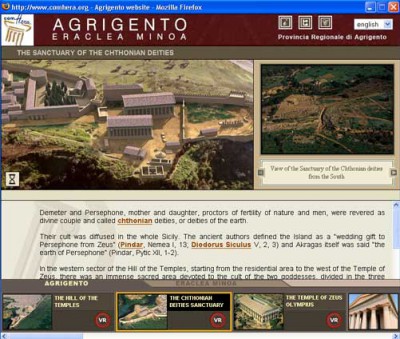 http://www.comhera.org - Agrigento website - Mozilla Firefox
comHera
AGRIGENTO
ERACLEA MINOA
english
Provincia Regionale di Agrigento
THE SANCTUARY OF THE CHTHONIAN DEITIES
View of the Sanctuary of the Chthonian deities
from the South.
Demeter and Persephone, mother and daughter, proctors of fertility of nature and men, were revered as
divine couple and called chthonian deities, or deities of the earth.
Their cult was diffused in the whole Sicily. The ancient authors defined the Island as a "wedding gift to
Persephone from Zeus" (Pindar, Nemea I, 13; Diedorus Siculus V, 2, 3) and Akragas itself was said "the
earth of Persephone" (Pindar, Pytic XII, 1-2).
In the western sector of the Hill of the Temples, starting from the residential area to the west of the Temple of
Zeus, there was an immense sacred area devoted to the cult of the two goddesses, divided in the three
AGRIGENTO
ERACLEA MINOA
THE HILL OF THE
TEMPLES
VR
THE CHTHONIAN
DEITIES SANCTUARY
VR
THE TEMPLE OF ZEUS
OLYMPIUS
VR